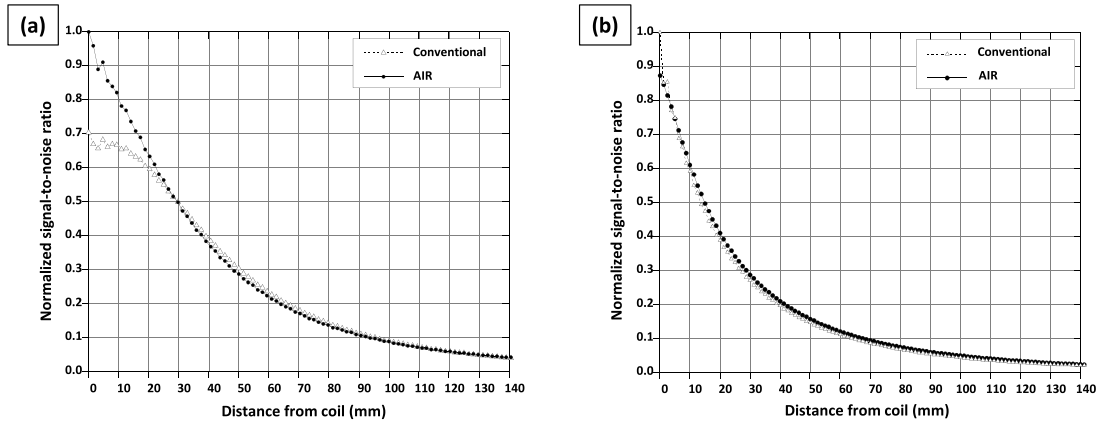 (a)
Normalized signal-to-noise ratio
1.0
0.9
0.8
0.7
0.6
0.5
0.4
0.3
0.2
0.1
0.0
Conventional
AIR
0 10 20 30 40 50 60 70 80 90 100 110 120 130 140
Distance from coil (mm)
(b)
Normalized signal-to-noise ratio
1.0
0.9
0.8
0.7
0.6
0.5
0.4
0.3
0.2
0.1
0.0
Conventional
AIR
0 10 20 30 40 50 60 70 80 90 100 110 120 130 140
Distance from coil (mm)